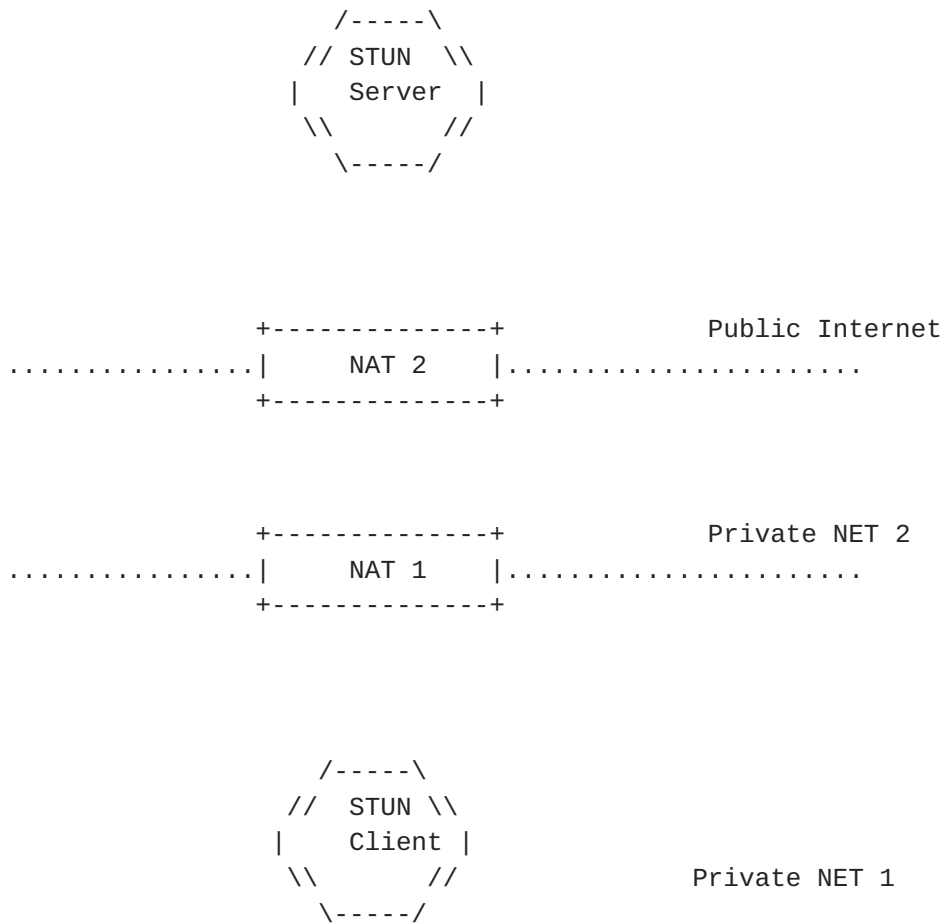 /-----\
// STUN \\
| Server |
\\ //
\-----/
+--------------+ Public Internet
................| NAT 2 |.......................
+--------------+
+--------------+ Private NET 2
................| NAT 1 |.......................
+--------------+
/-----\
// STUN \\
| Client |
\\ // Private NET 1
\-----/